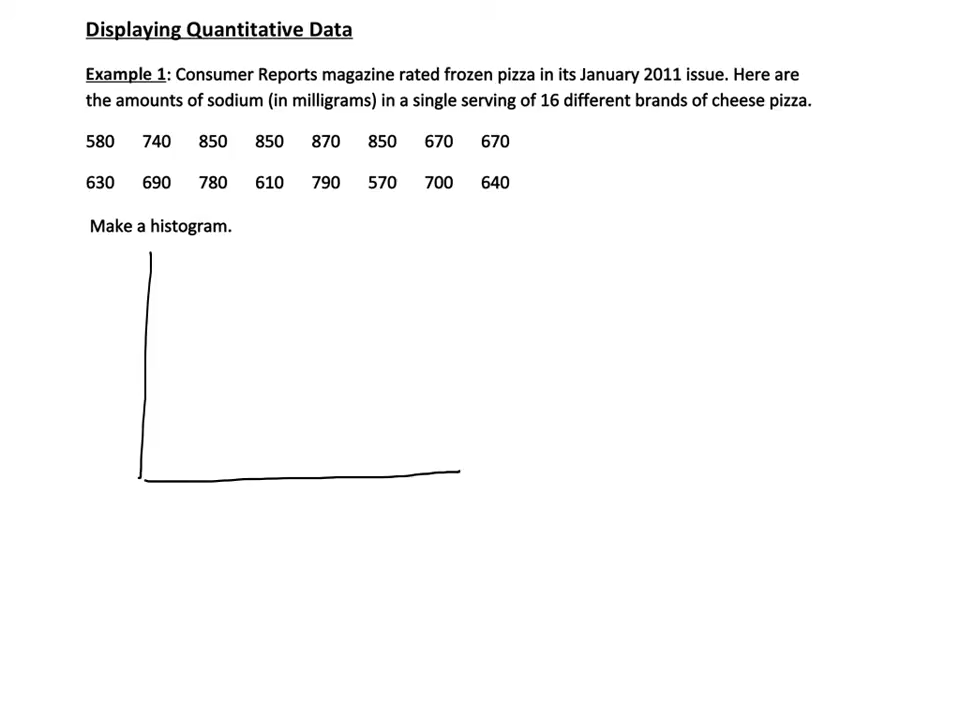 Displaying Quantitative Data
Example 1: Consumer Reports magazine rated frozen pizza in its January 2011 issue. Here are
the amounts of sodium (in milligrams) in a single serving of 16 different brands of cheese pizza.
580 740 850 850 870 850 670 670
630 690 780 610 790 570 700 640
Make a histogram.